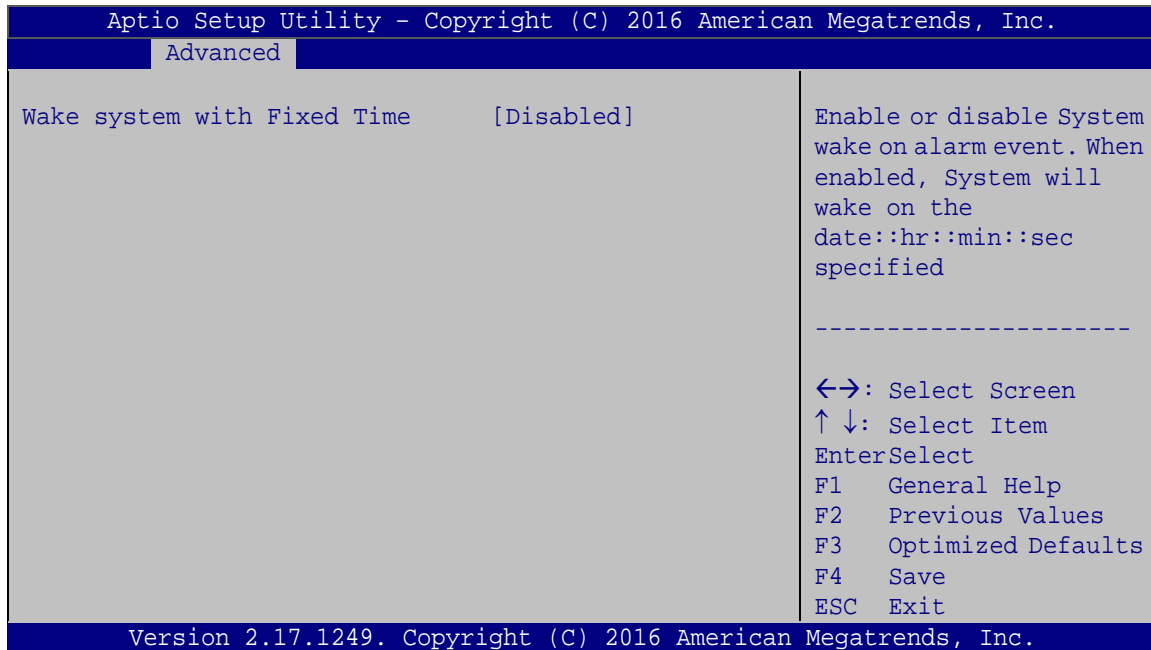 Aptio Setup Utility – Copyright (C) 2016 American Megatrends, Inc.
Advanced
Wake system with Fixed Time [Disabled]
Enable or disable System
wake on alarm event. When
enabled, System will
wake on the
date::hr::min::sec
specified
----------------------
←→: Select Screen
↑ ↓: Select Item
EnterSelect
F1 General Help
F2 Previous Values
F3 Optimized Defaults
F4 Save
ESC Exit
Version 2.17.1249. Copyright (C) 2016 American Megatrends, Inc.